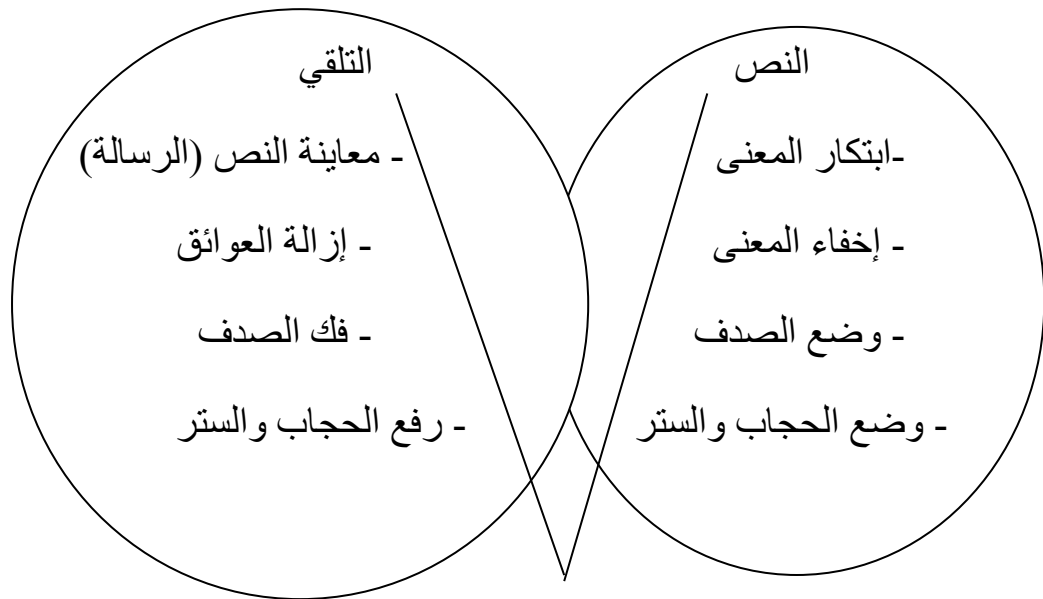 النص
-ابتكار المعنى
- إخفاء المعنى
- وضع الصدف
- وضع الحجاب والستر
التلقي
- معاينة النص (الرسالة)
- إزالة العوائق
- فك الصدف
- رفع الحجاب والستر